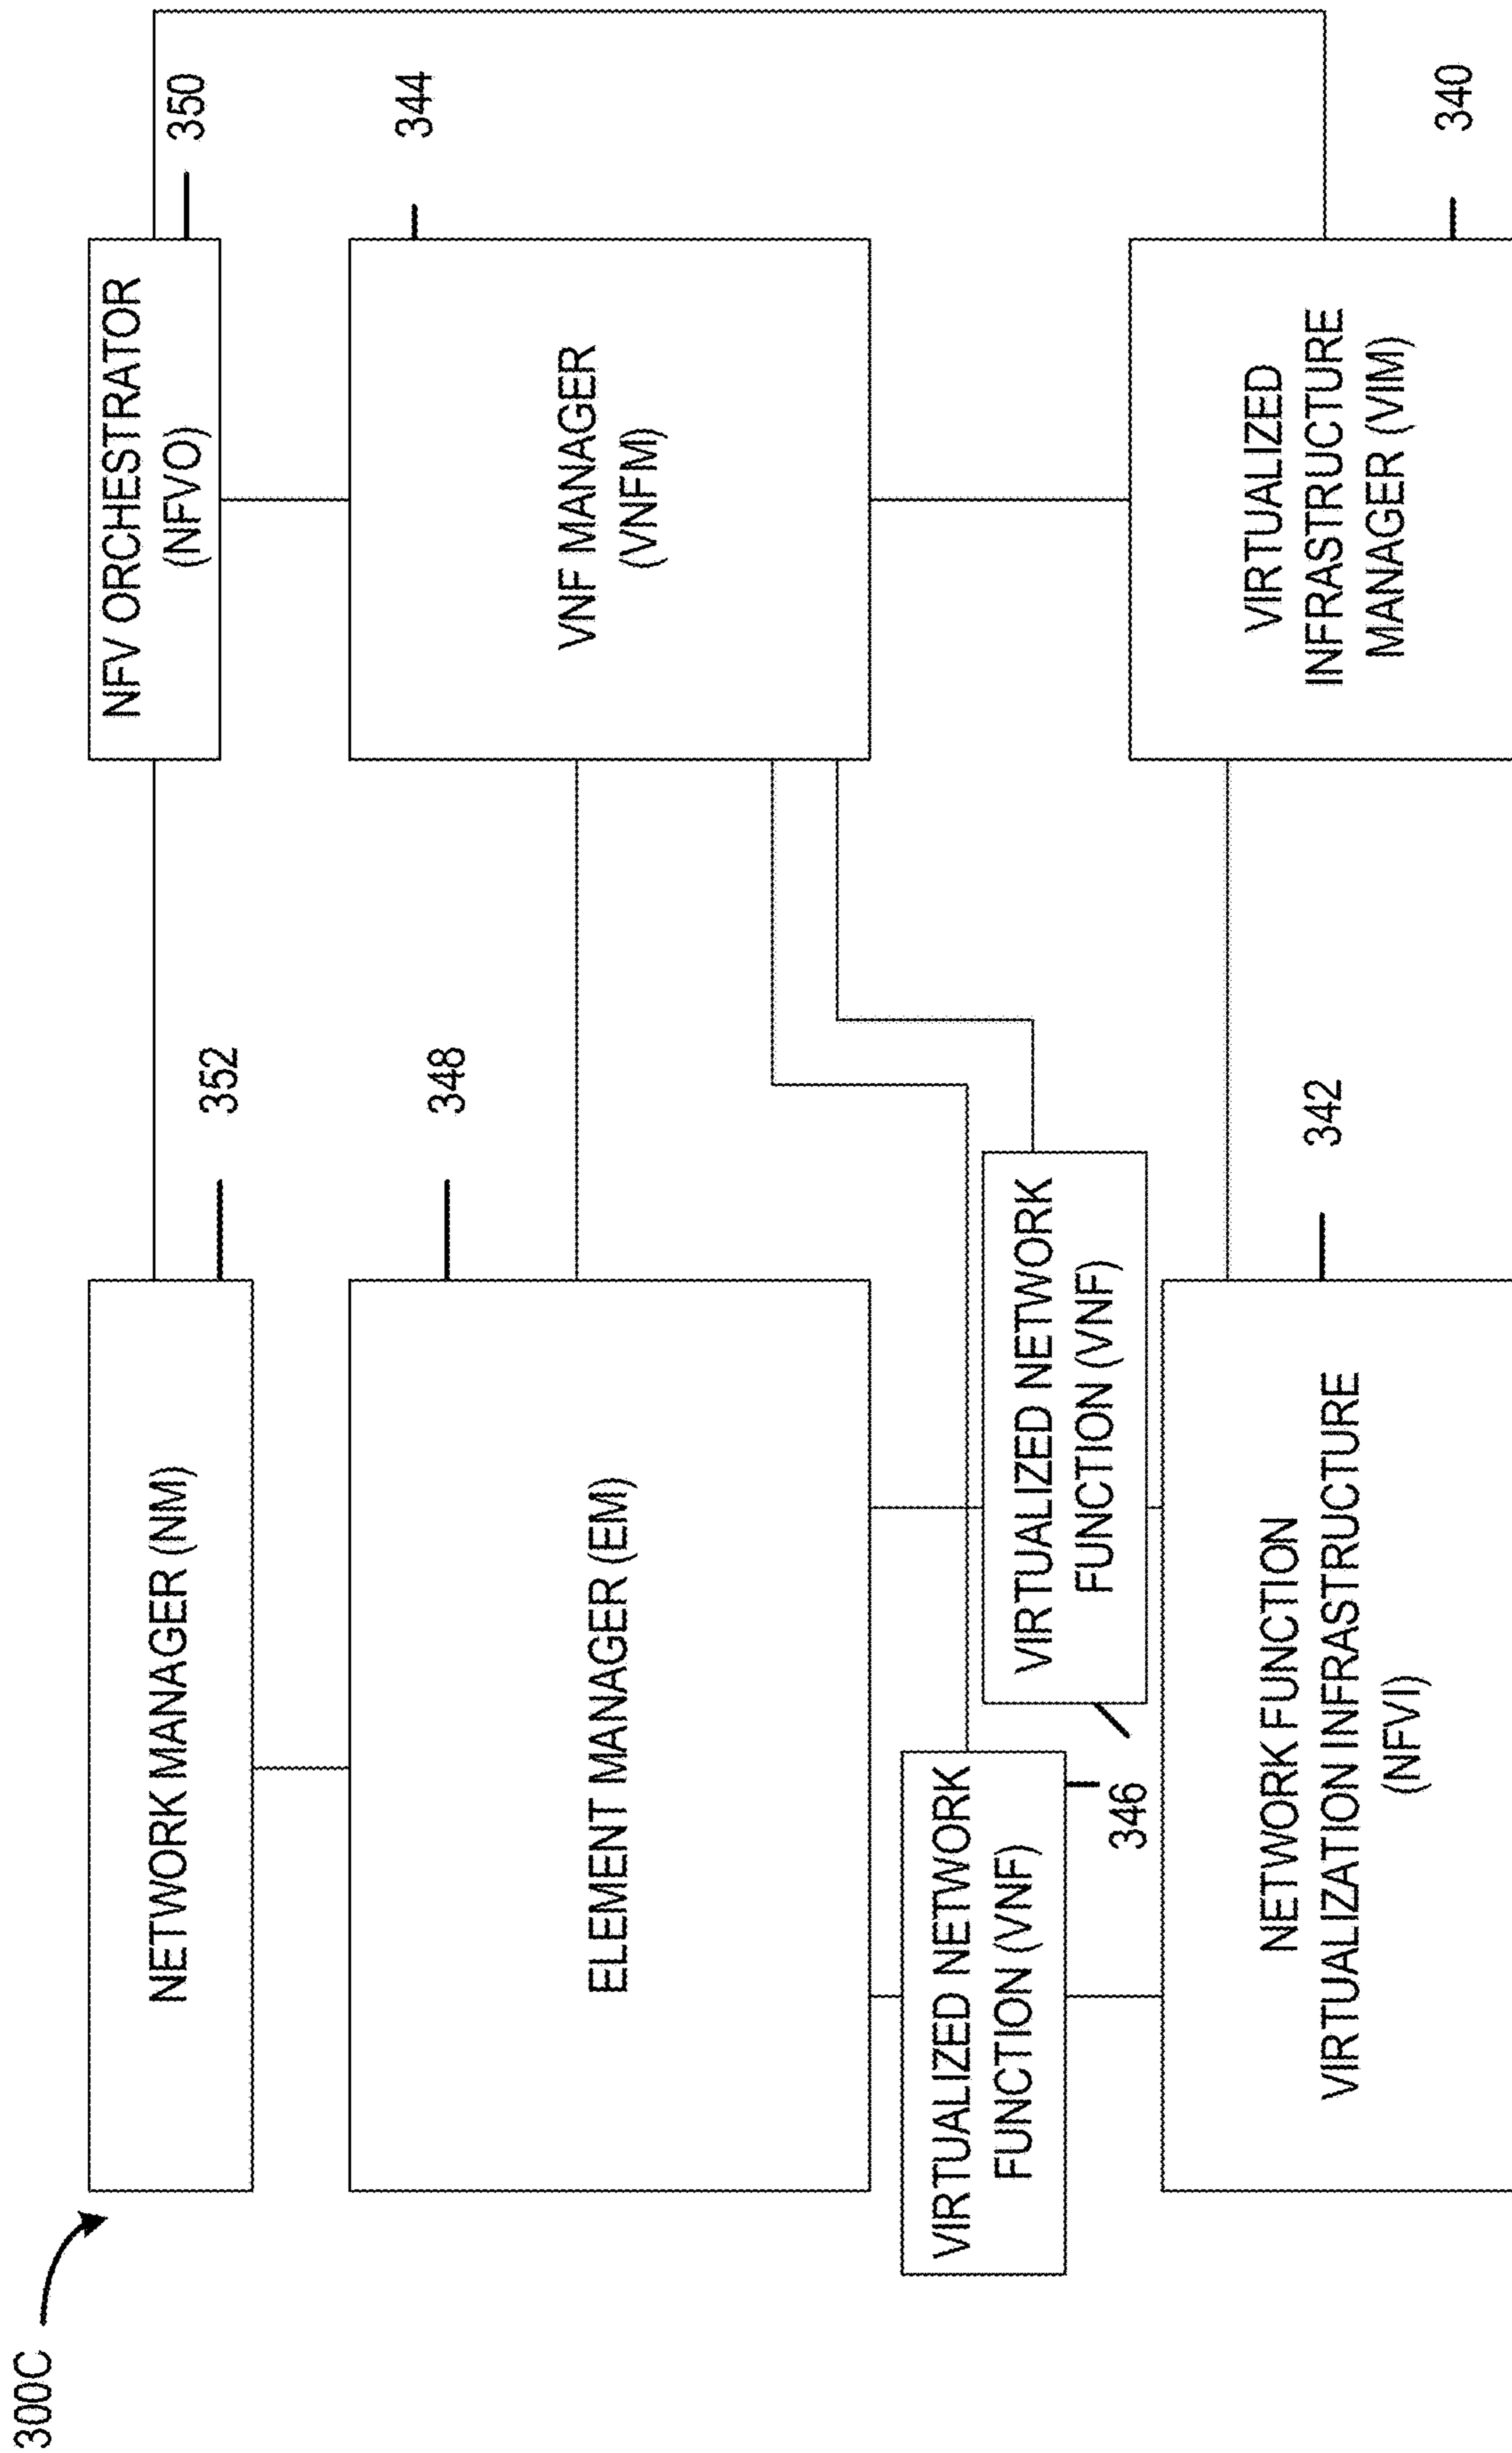 300C
NETWORK MANAGER (NM)
352
NFV ORCHESTRATOR
(NFVO)
350
ELEMENT MANAGER (EM)
348
VNF MANAGER
(VNFM)
344
VIRTUALIZED NETWORK
FUNCTION (VNF)
346
VIRTUALIZED NETWORK
FUNCTION (VNF)
NETWORK FUNCTION
VIRTUALIZATION INFRASTRUCTURE
(NFVI)
342
VIRTUALIZED
INFRASTRUCTURE
MANAGER (VIM)
340